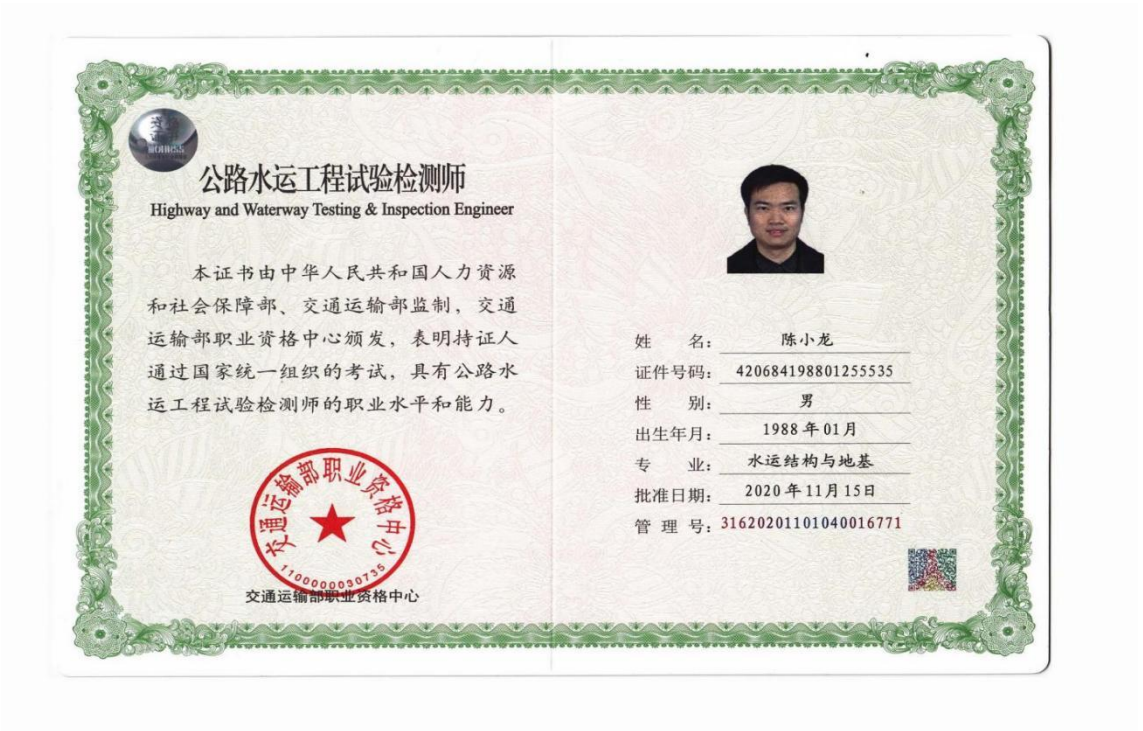 公路水运工程试验检测师
Highway and Waterway Testing & Inspection Engineer
本证书由中华人民共和国人力资源
和社会保障部、交通运输部监制，交通
运输部职业资格中心颁发，表明持证人
通过国家统一组织的考试，具有公路水
运工程试验检测师的职业水平和能力。
交通运输部职业资格中心
1100000030735
交通运输部职业资格中心
姓 名： 陈小龙
证件号码： 420684198801255535
性 别： 男
出生年月： 1988年01月
专 业： 水运结构与地基
批准日期： 2020年11月15日
管 理 号： 31620201101040016771